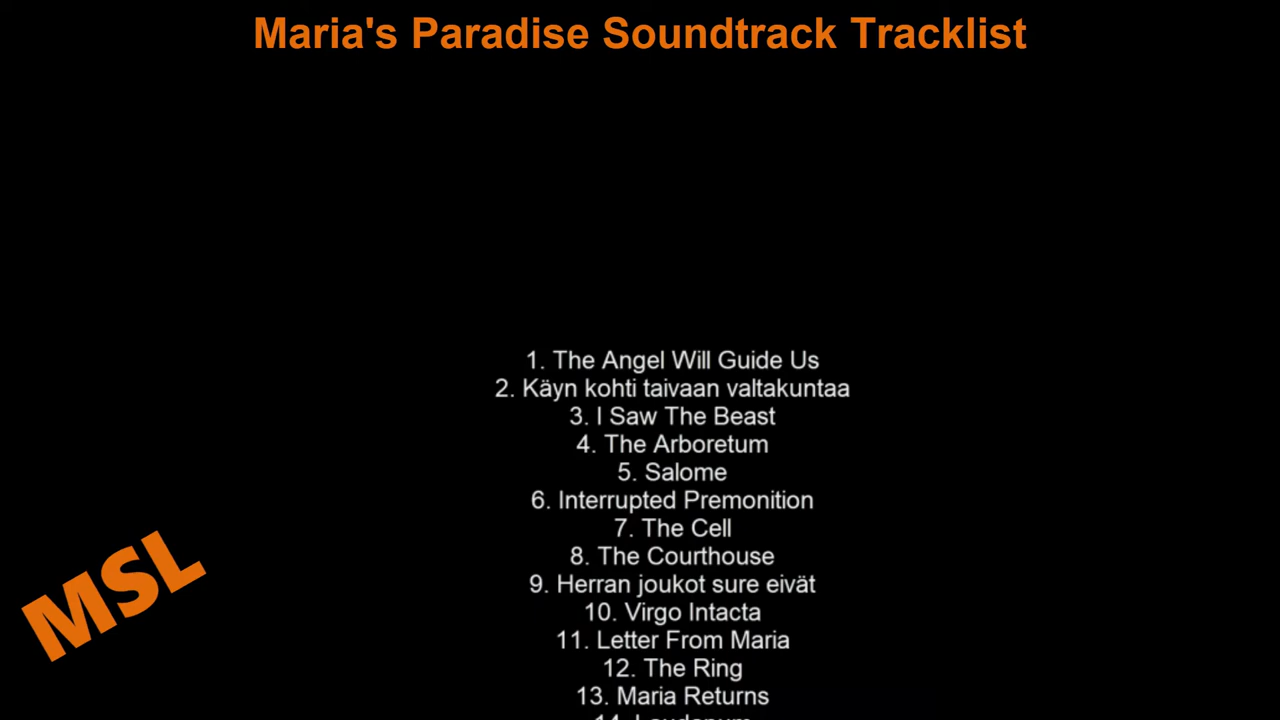 Maria's Paradise Soundtrack Tracklist
1. The Angel Will Guide Us
2. Käyn kohti taivaan valtakuntaa
3. I Saw The Beast
4. The Arboretum
5. Salome
6. Interrupted Premonition
7. The Cell
8. The Courthouse
9. Herran joukot sure eivät
10. Virgo Intacta
11. Letter From Maria
12. The Ring
13. Maria Returns
14. Laudanum
MSL